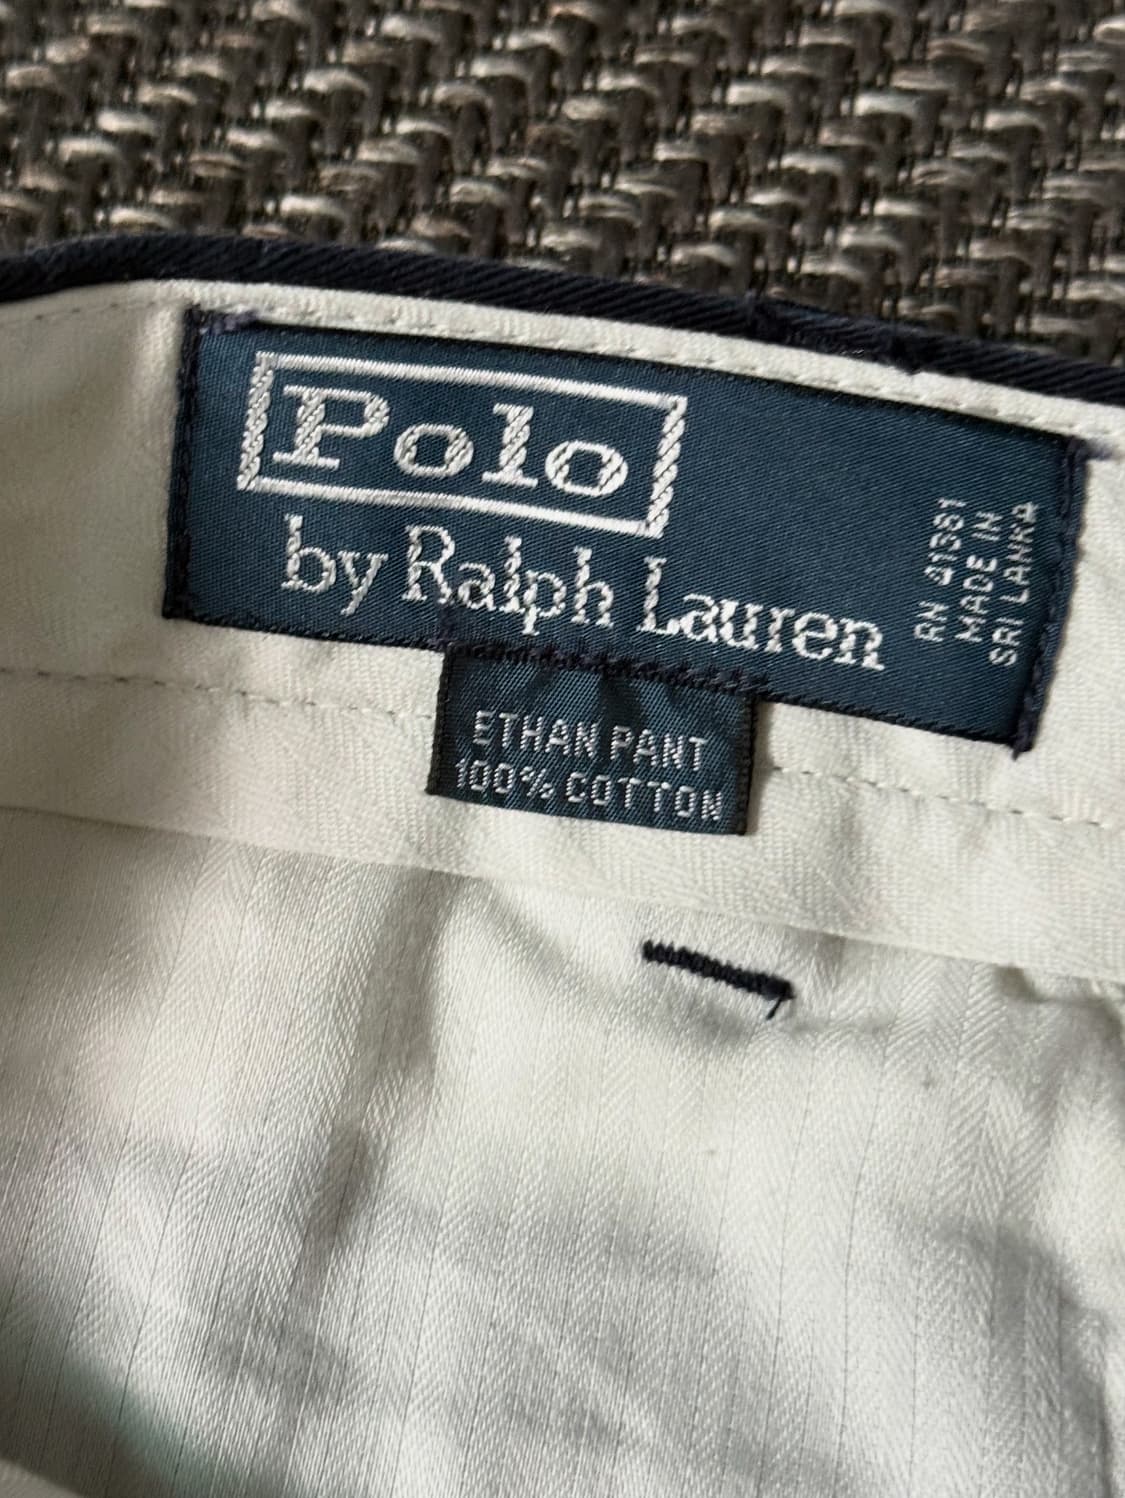 Polo
by Ralph Lauren
RN 41381
MADE IN
SRI LANKA
ETHAN PANT
100% COTTON